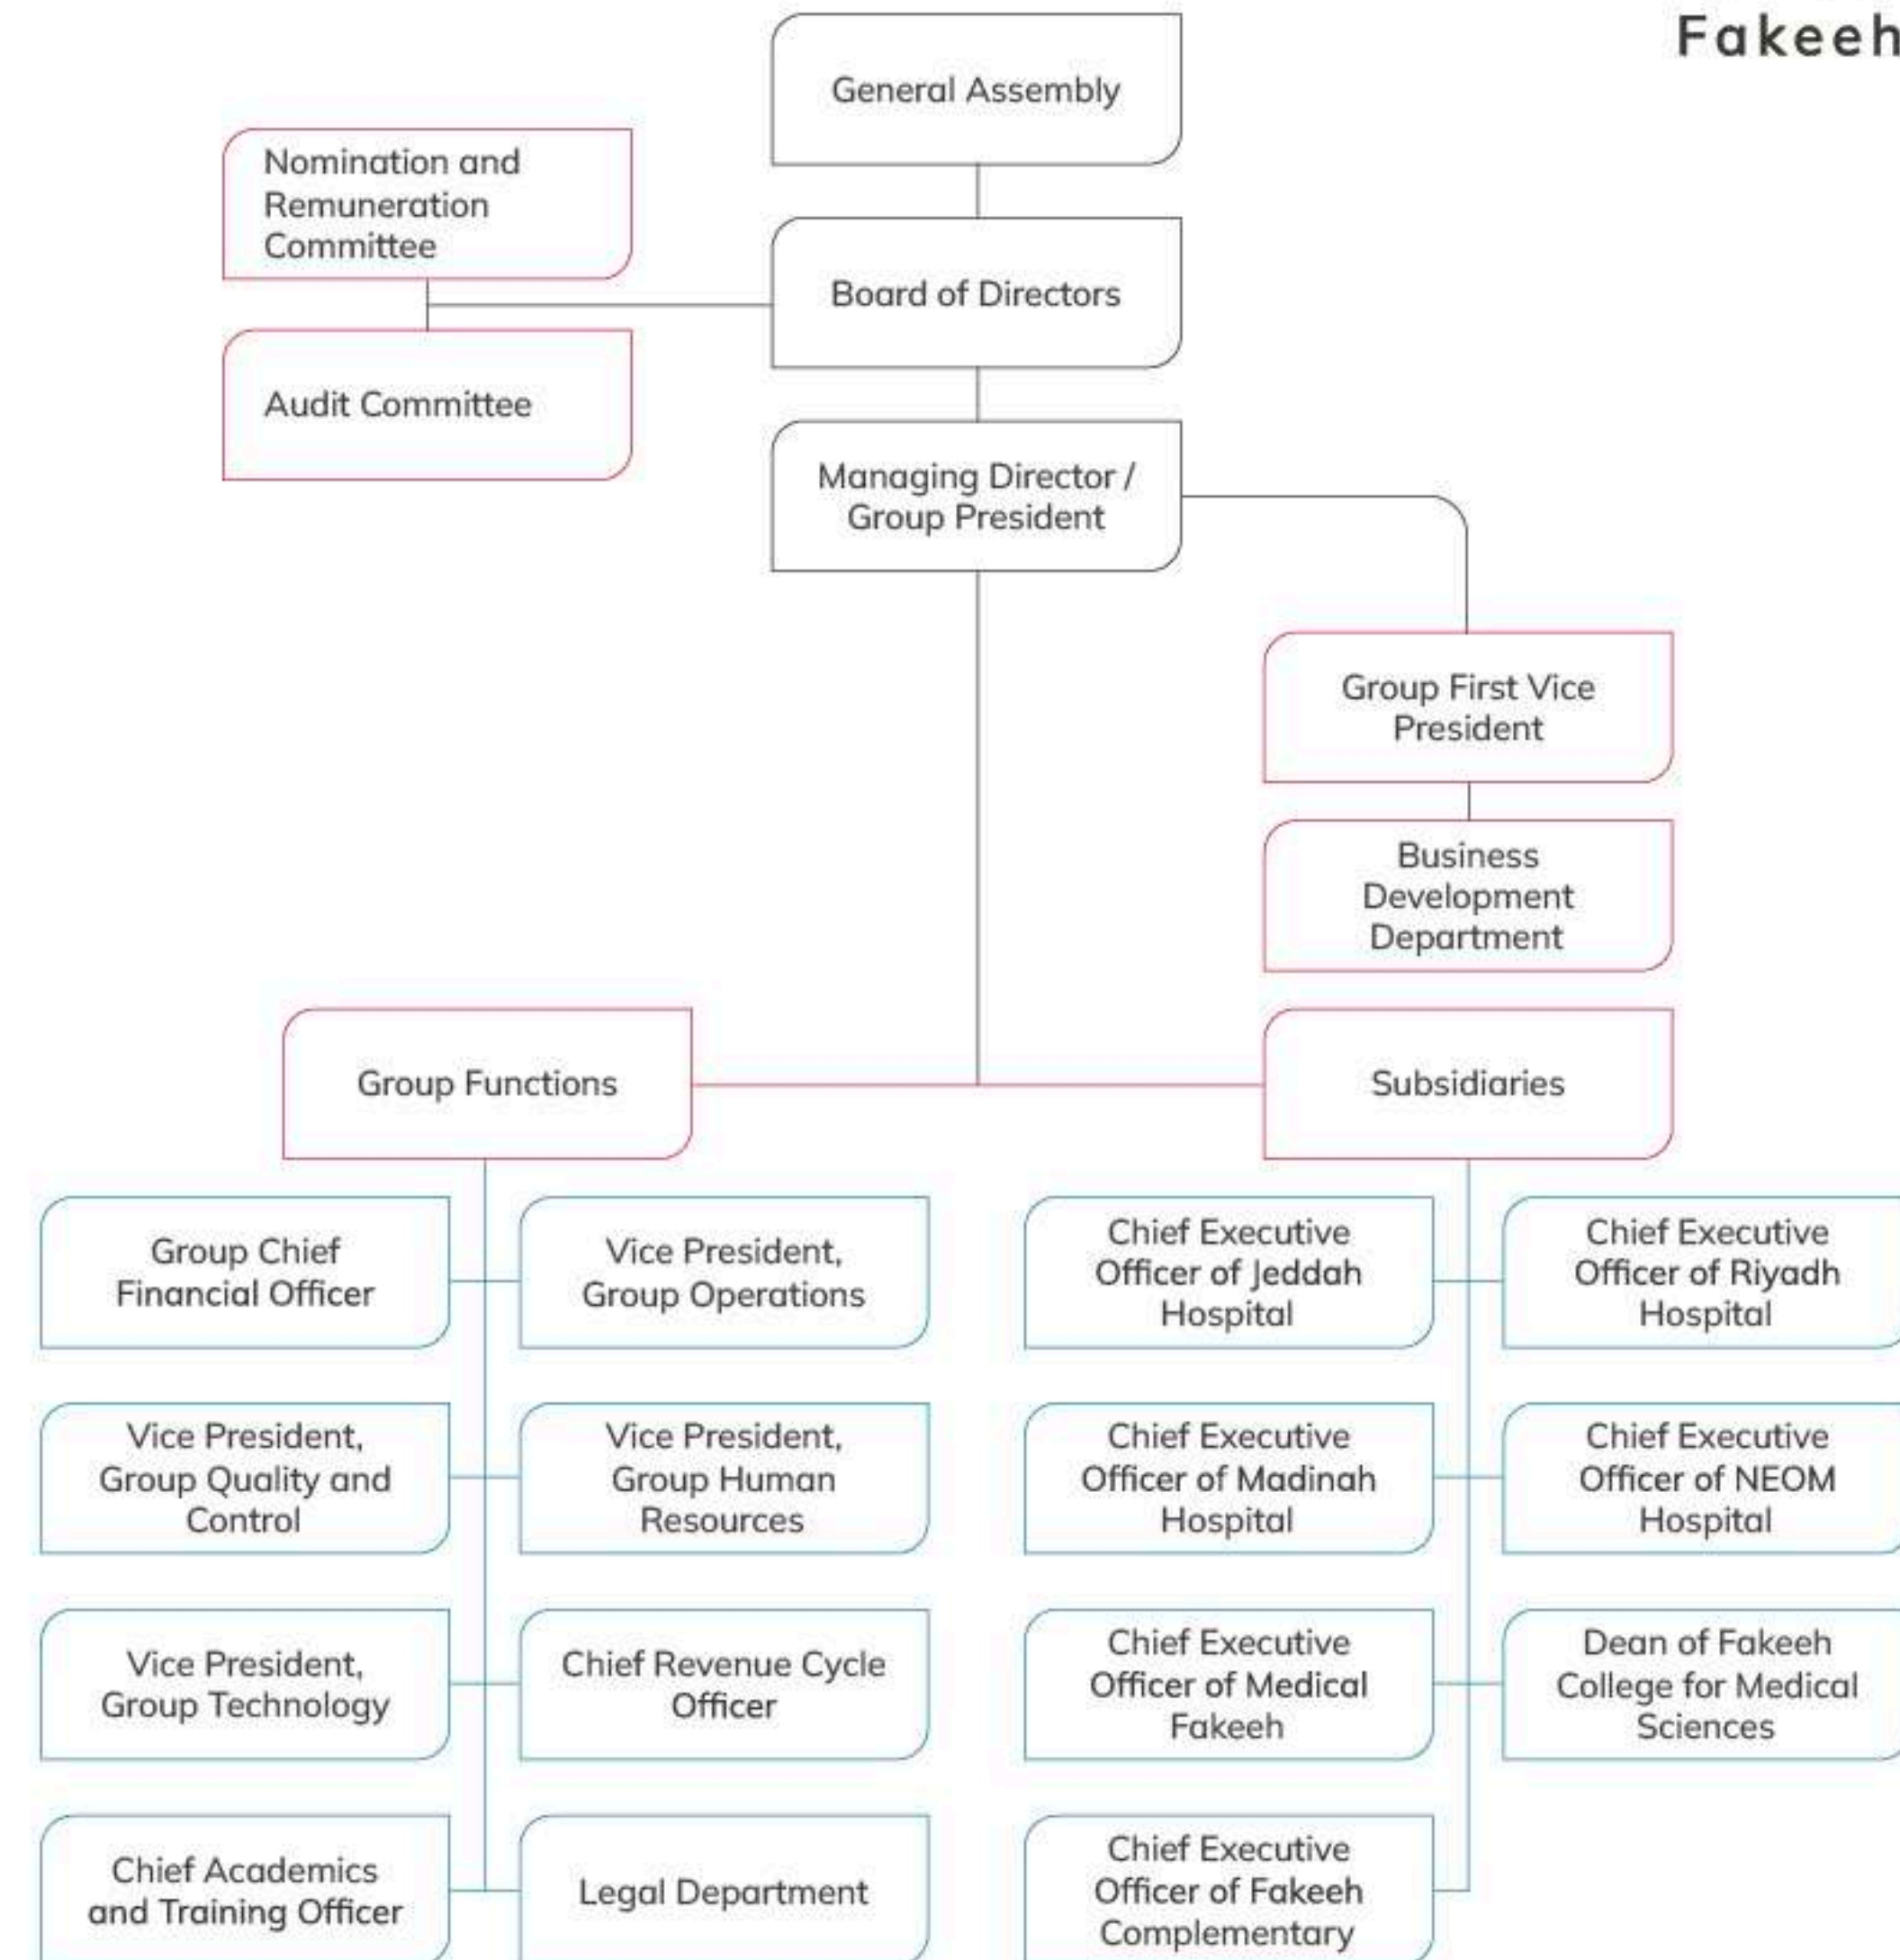 Fakeeh
General Assembly
Nomination and
Remuneration
Committee
Board of Directors
Audit Committee
Managing Director /
Group President
Group First Vice
President
Business
Development
Department
Group Functions
Subsidiaries
Group Chief
Financial Officer
Vice President,
Group Operations
Chief Executive
Officer of Jeddah
Hospital
Chief Executive
Officer of Riyadh
Hospital
Vice President,
Group Quality and
Control
Vice President,
Group Human
Resources
Chief Executive
Officer of Madinah
Hospital
Chief Executive
Officer of NEOM
Hospital
Vice President,
Group Technology
Chief Revenue Cycle
Officer
Chief Executive
Officer of Medical
Fakeeh
Dean of Fakeeh
College for Medical
Sciences
Chief Academics
and Training Officer
Legal Department
Chief Executive
Officer of Fakeeh
Complementary